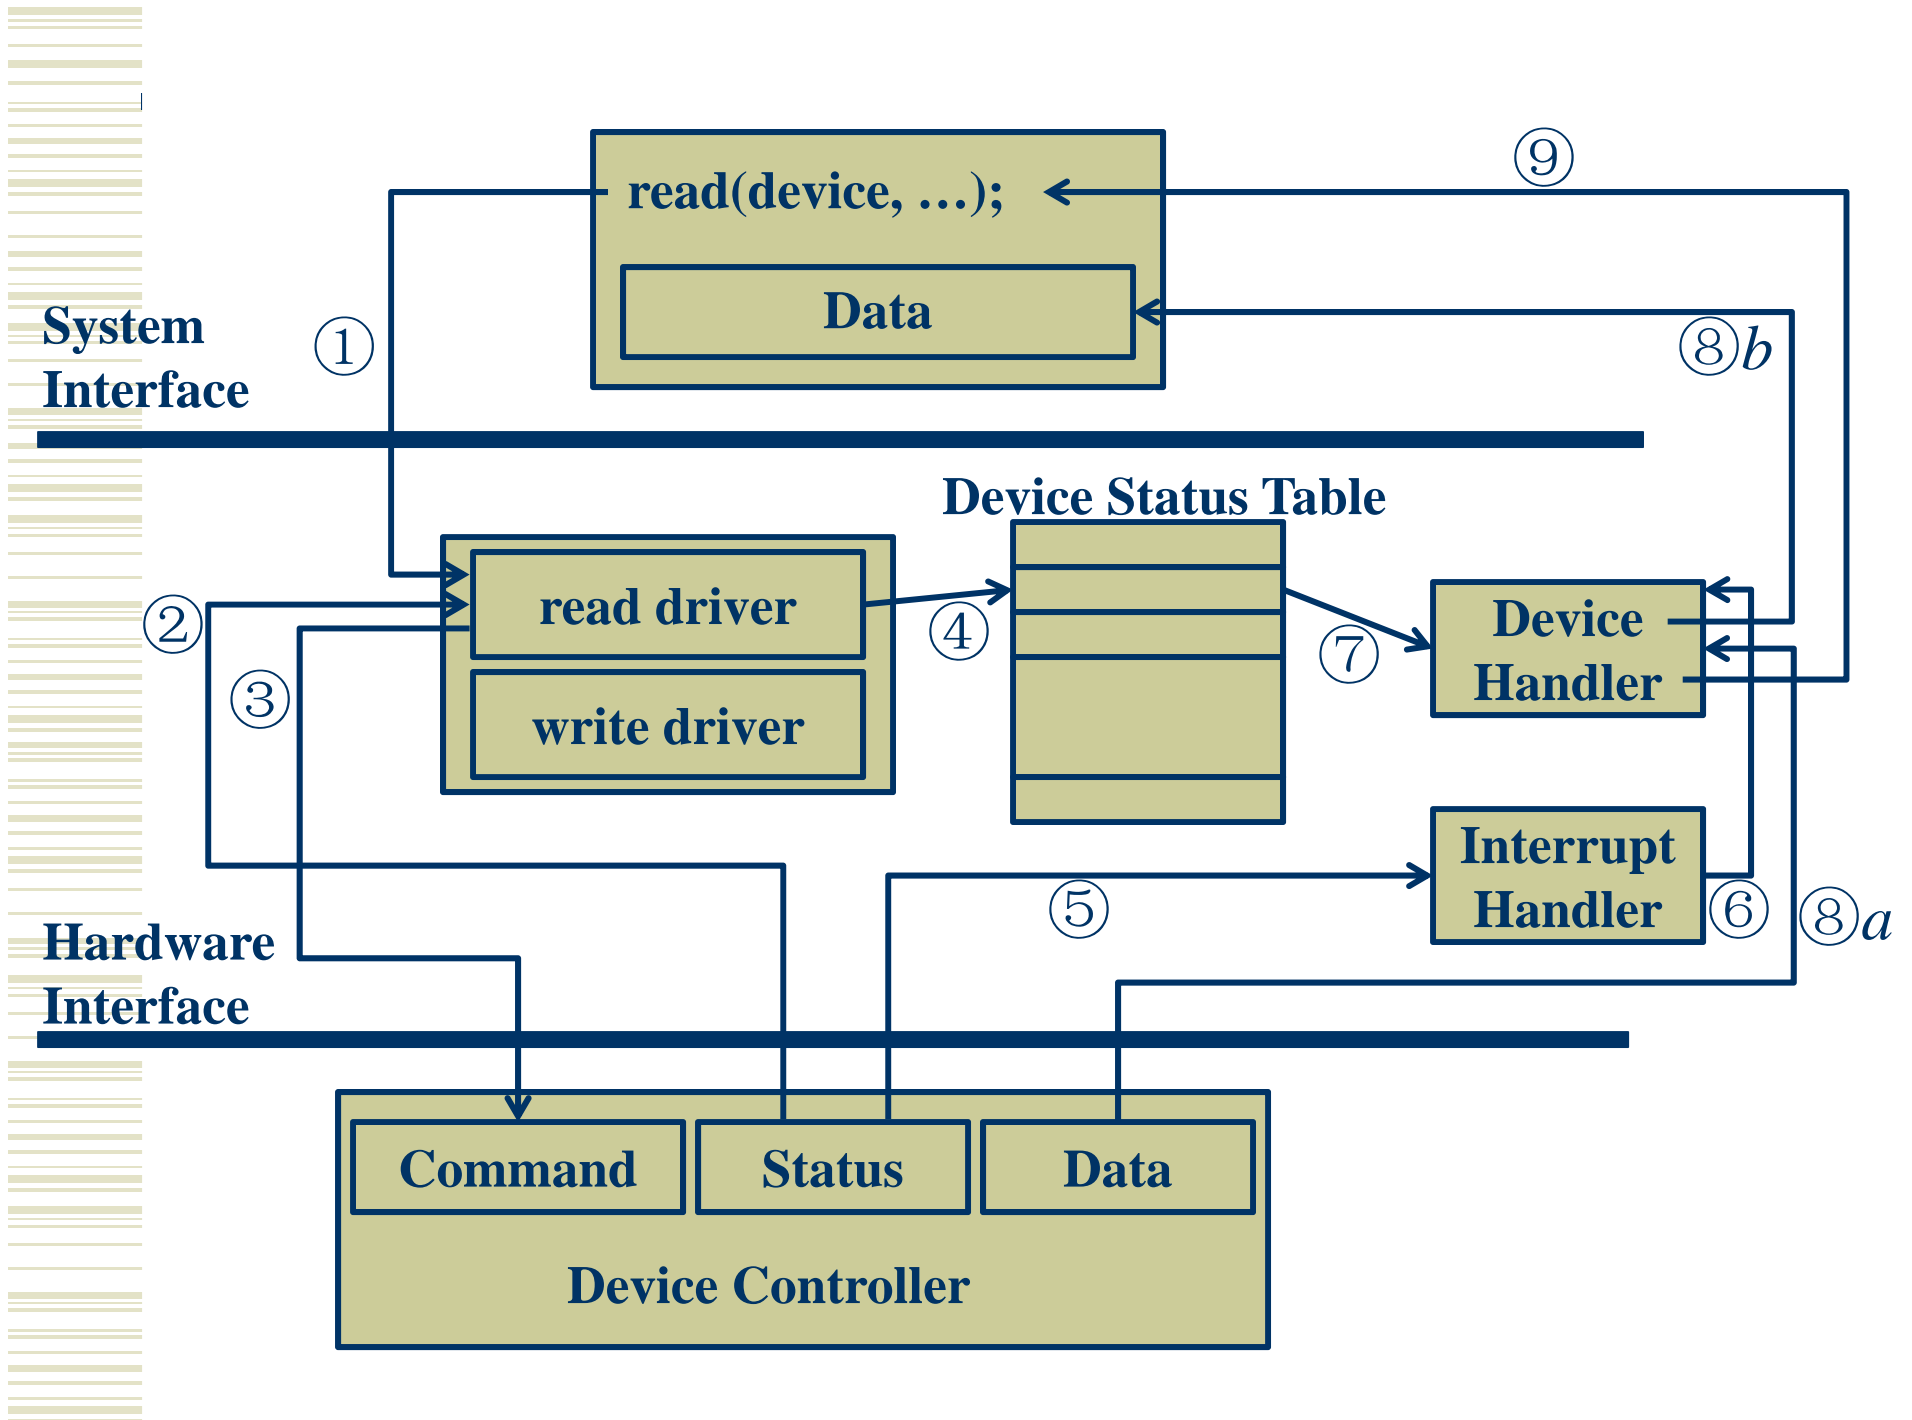 ⑨
read(device, …);
Data
System
Interface
①
⑧b
Device Status Table
read driver
②
④
Device
Handler
⑦
③
write driver
Interrupt
Handler
⑤
⑥
⑧a
Hardware
Interface
Command
Status
Data
Device Controller